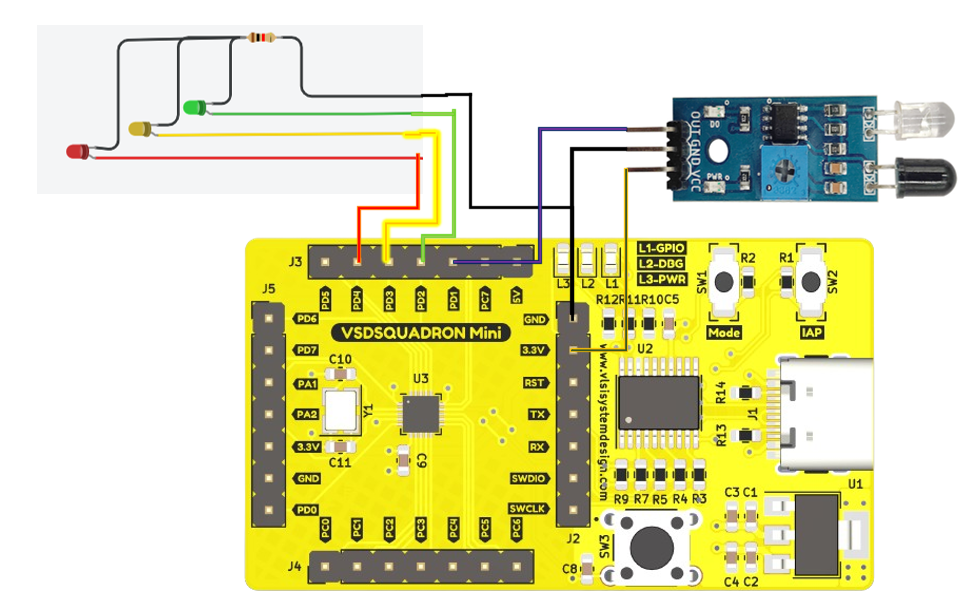 OUT
GND
VCC
DO
PWR
J3
PD5
PD4
PD3
PD2
PD1
PC7
5V
L3
L2
L1
L1-GPIO
L2-DBG
L3-PWR
SW1
R2
R1
SW2
Mode
IAP
J5
PD6
PD7
PA1
PA2
3.3V
GND
PD0
VSDSQUADRON Mini
C10
Y1
C11
U3
C9
GND
3.3V
RST
TX
RX
SWDIO
SWCLK
J2
R12
R11
R10
C5
U2
www.vlsisystemdesign.com
R14
J1
R13
R9
R7
R5
R4
R3
U1
C3
C1
C4
C2
SW3
C8
J4
PC0
PC1
PC2
PC3
PC4
PC5
PC6